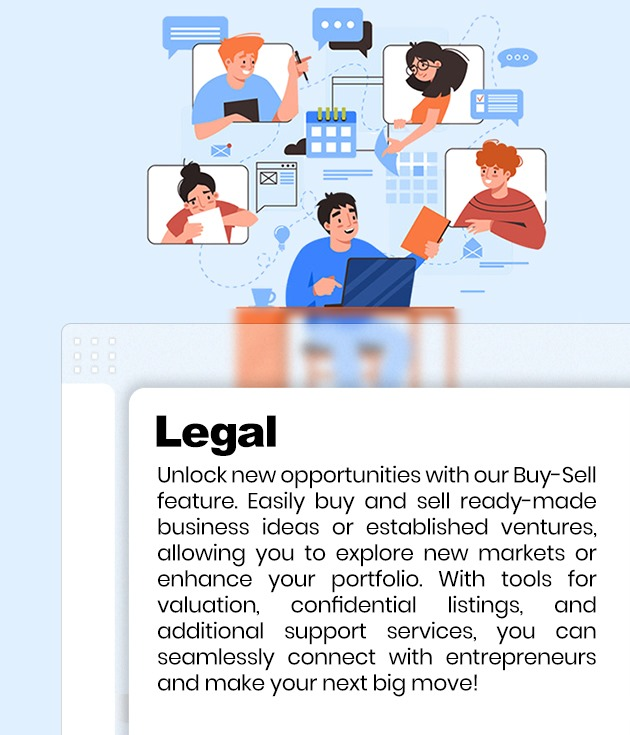 Legal
Unlock new opportunities with our Buy-Sell
feature. Easily buy and sell ready-made
business ideas or established ventures,
allowing you to explore new markets or
enhance your portfolio. With tools for
valuation, confidential listings, and
additional support services, you can
seamlessly connect with entrepreneurs
and make your next big move!